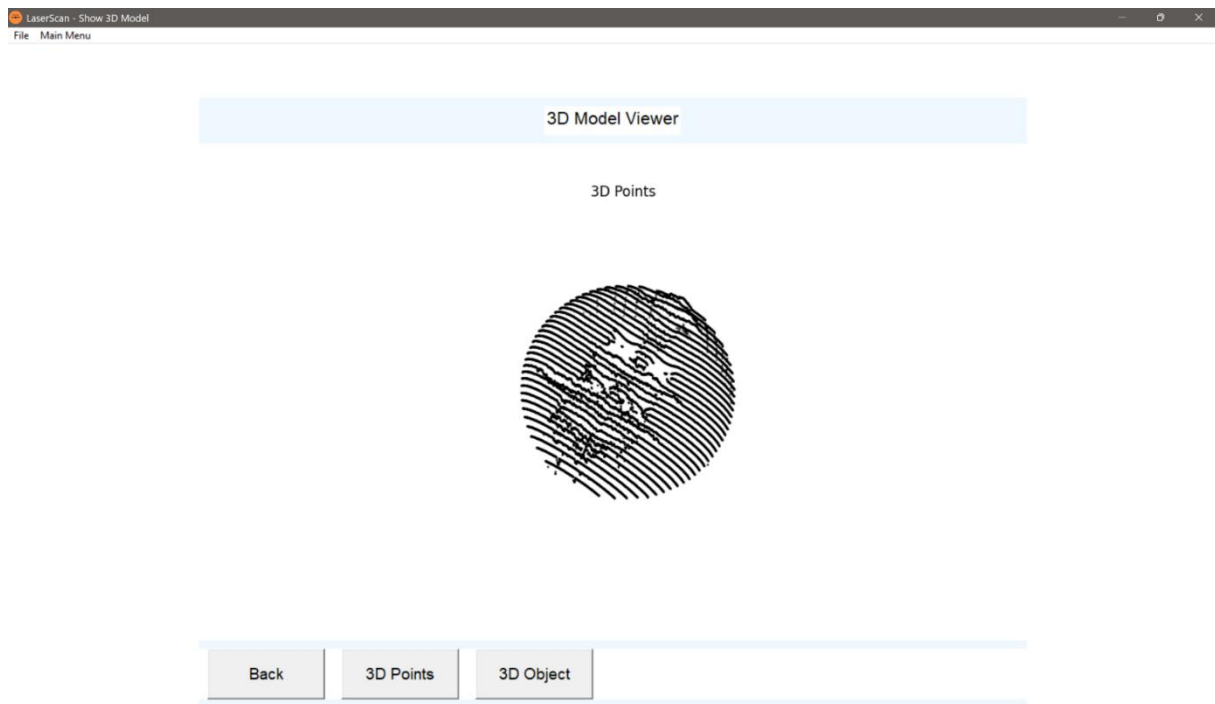 LaserScan - Show 3D Model
File Main Menu
3D Model Viewer
3D Points
Back 3D Points 3D Object